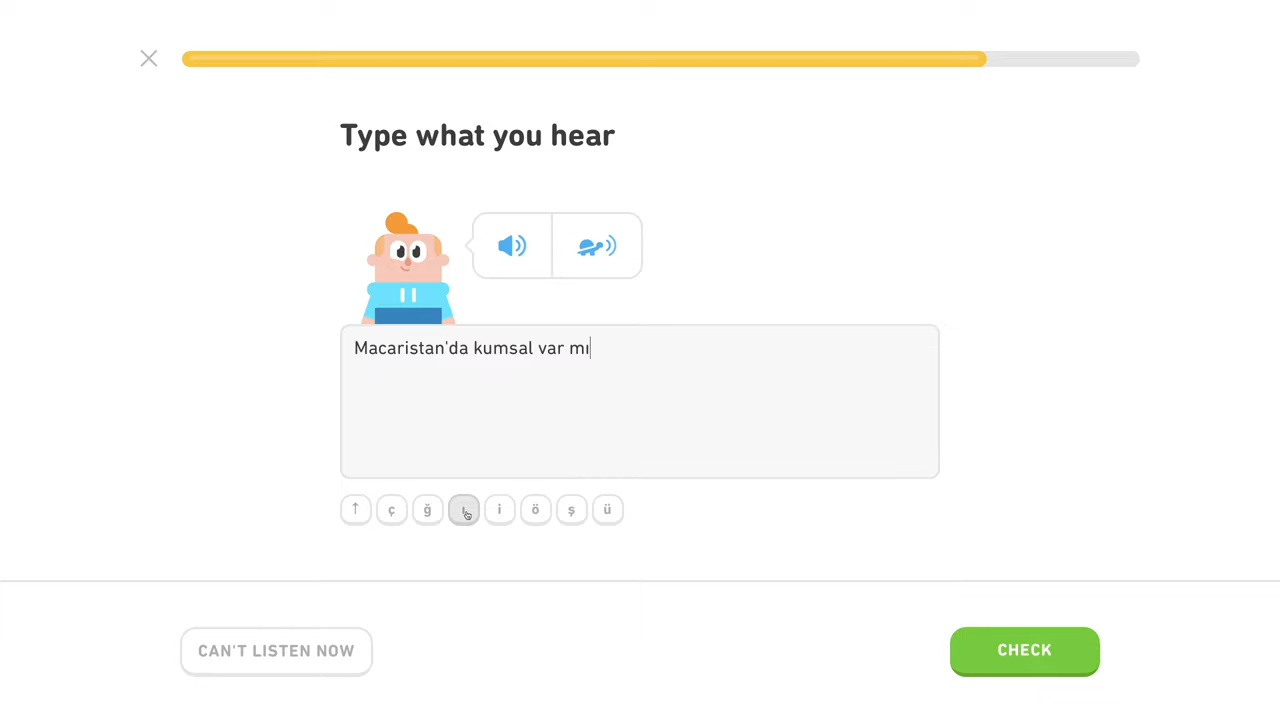 Type what you hear
Macaristan'da kumsal var mı
↑ ç ğ ı i ö ş ü
CAN'T LISTEN NOW
CHECK